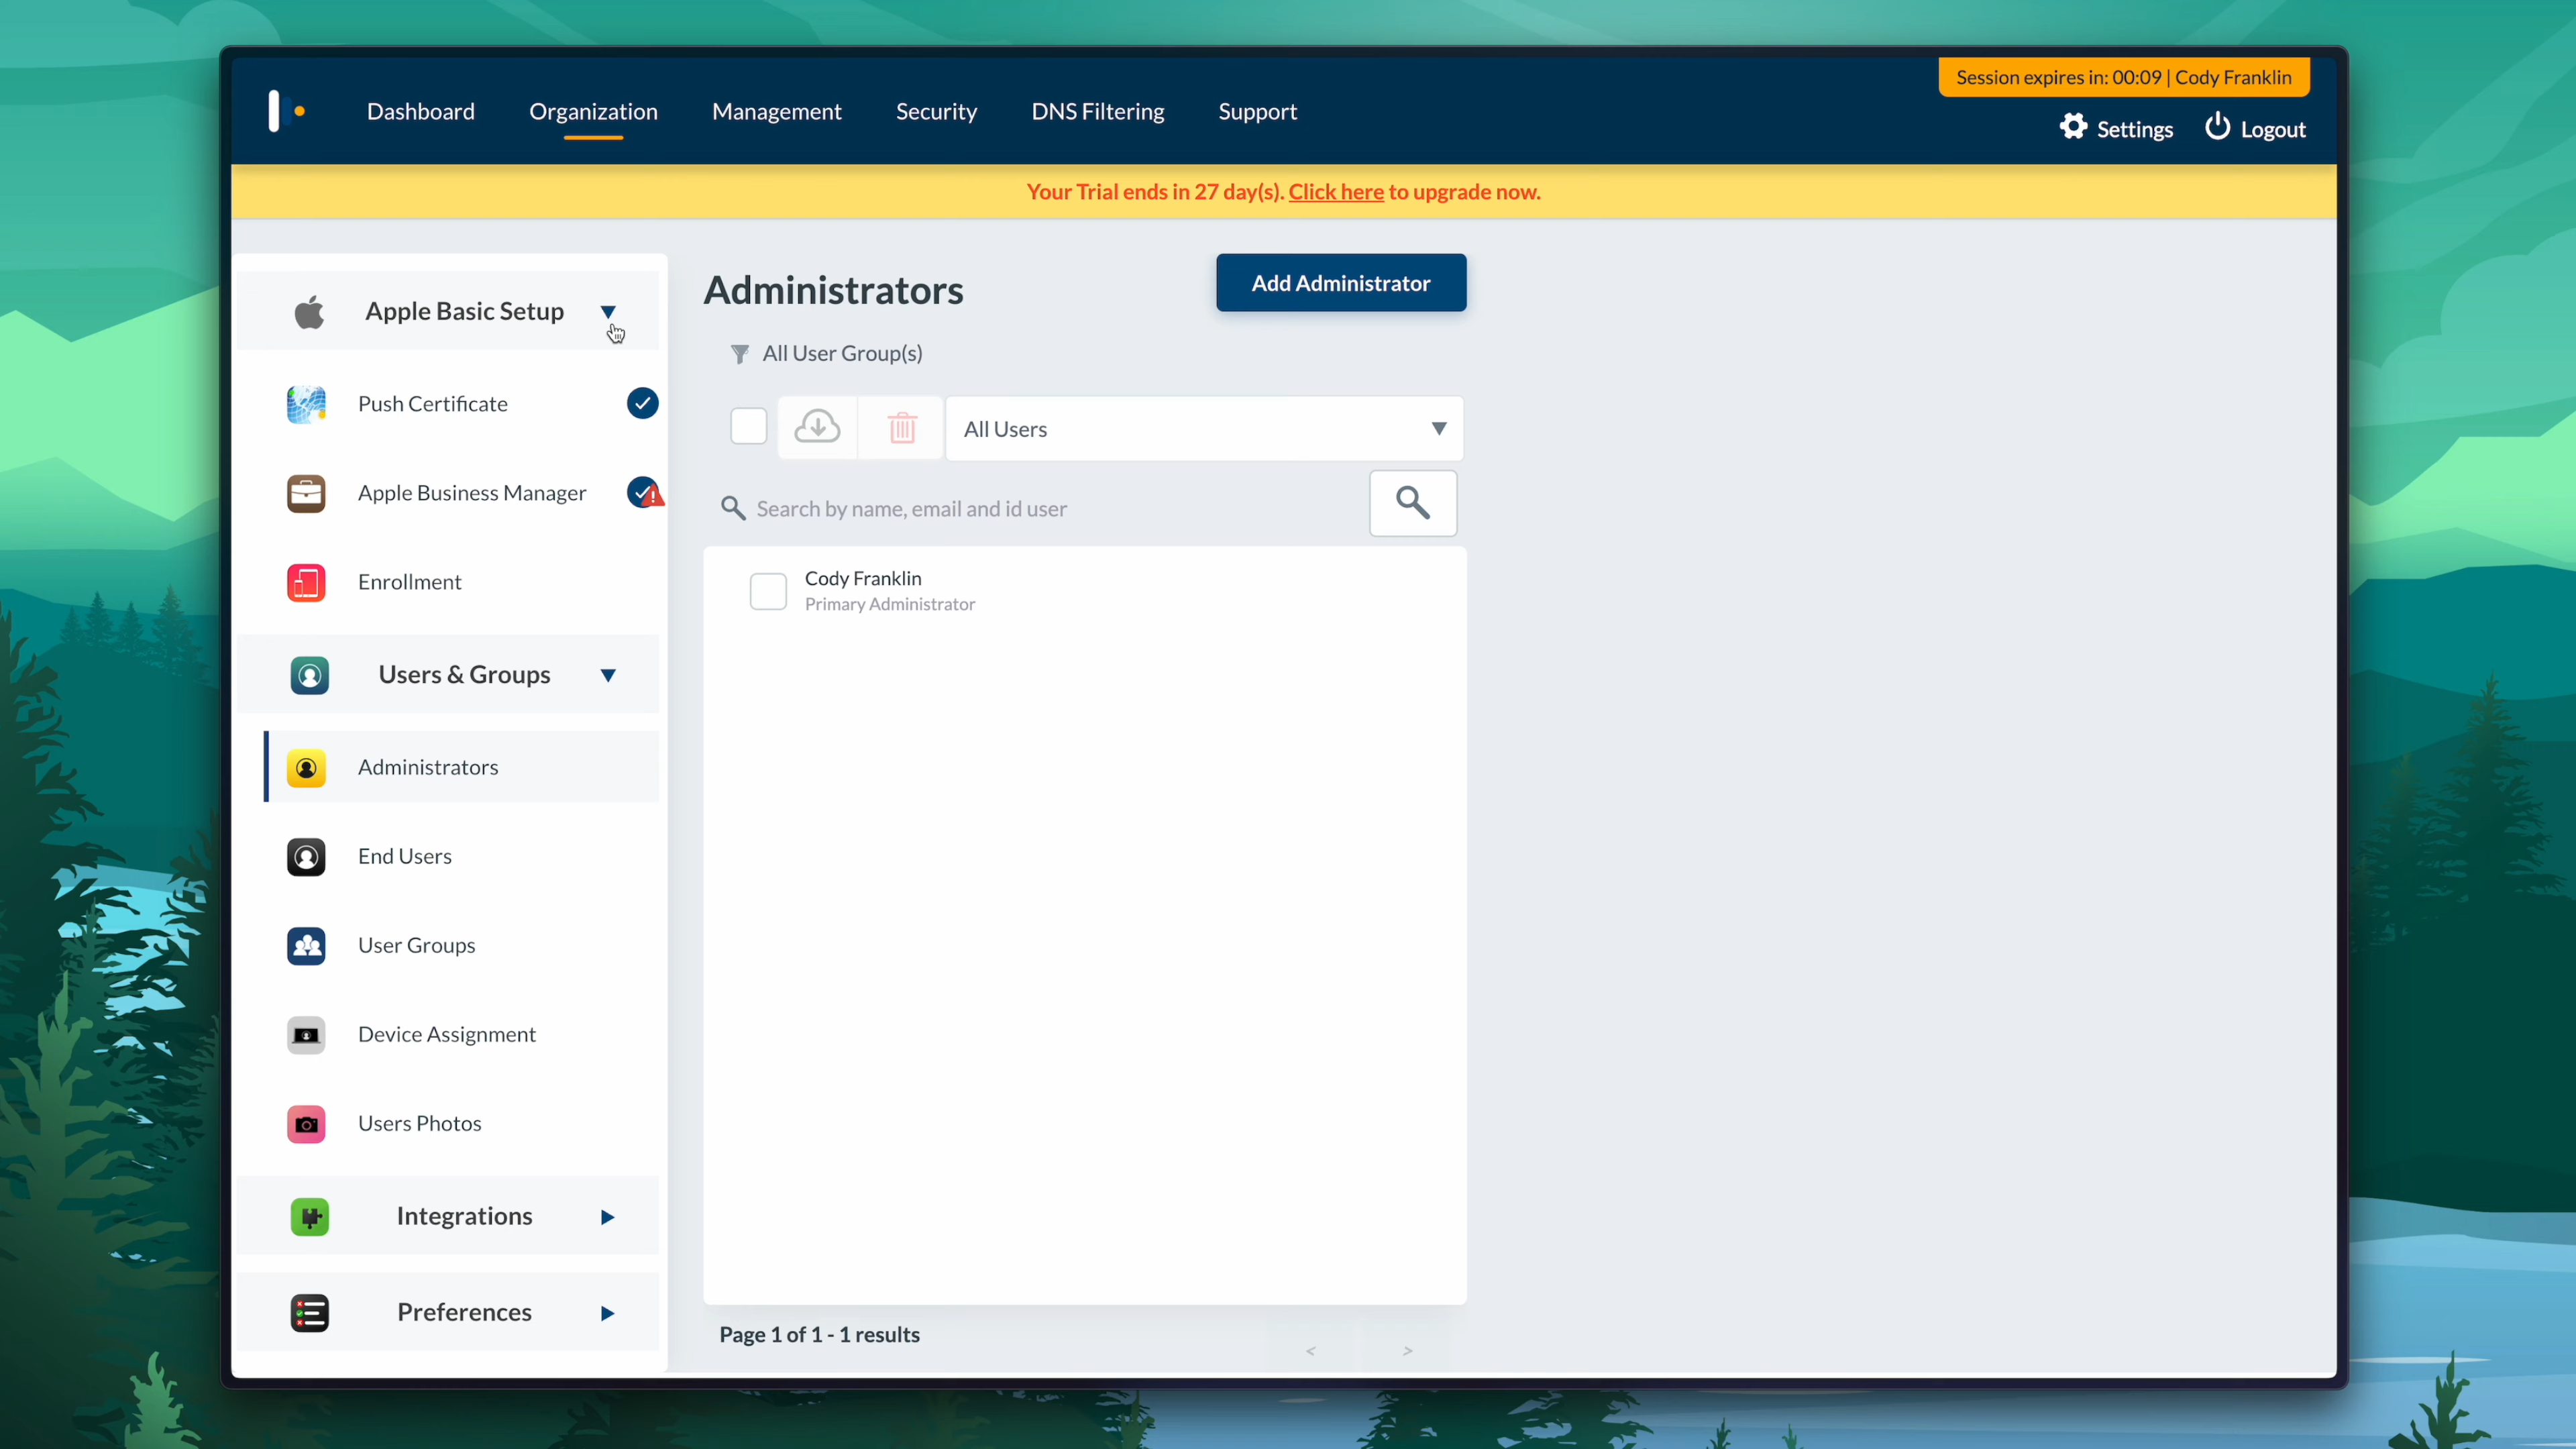 Session expires in: 00:09 | Cody Franklin
Dashboard
Organization
Management
Security
DNS Filtering
Support
Settings
Logout
Your Trial ends in 27 day(s). Click here to upgrade now.
Apple Basic Setup
Push Certificate
Apple Business Manager
Enrollment
Users & Groups
Administrators
End Users
User Groups
Device Assignment
Users Photos
Integrations
Preferences
Administrators
Add Administrator
All User Group(s)
All Users
Search by name, email and id user
Cody Franklin
Primary Administrator
Page 1 of 1 - 1 results
< >